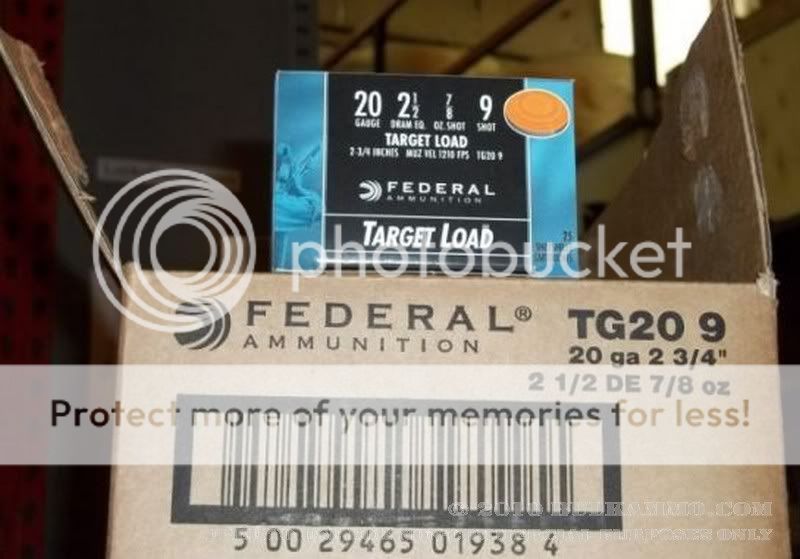 20 2 1/2 7/8 9
GAUGE DRAM EQ. OZ. SHOT SHOT
TARGET LOAD
2-3/4 INCHES MUZ VEL 1210 FPS TG20 9
FEDERAL
AMMUNITION
TARGET LOAD
25
photobucket
FEDERAL® TG20 9
AMMUNITION 20 ga 2 3/4"
2 1/2 DE 7/8 oz
Protect more of your memories for less!
5 00 29465 01938 4